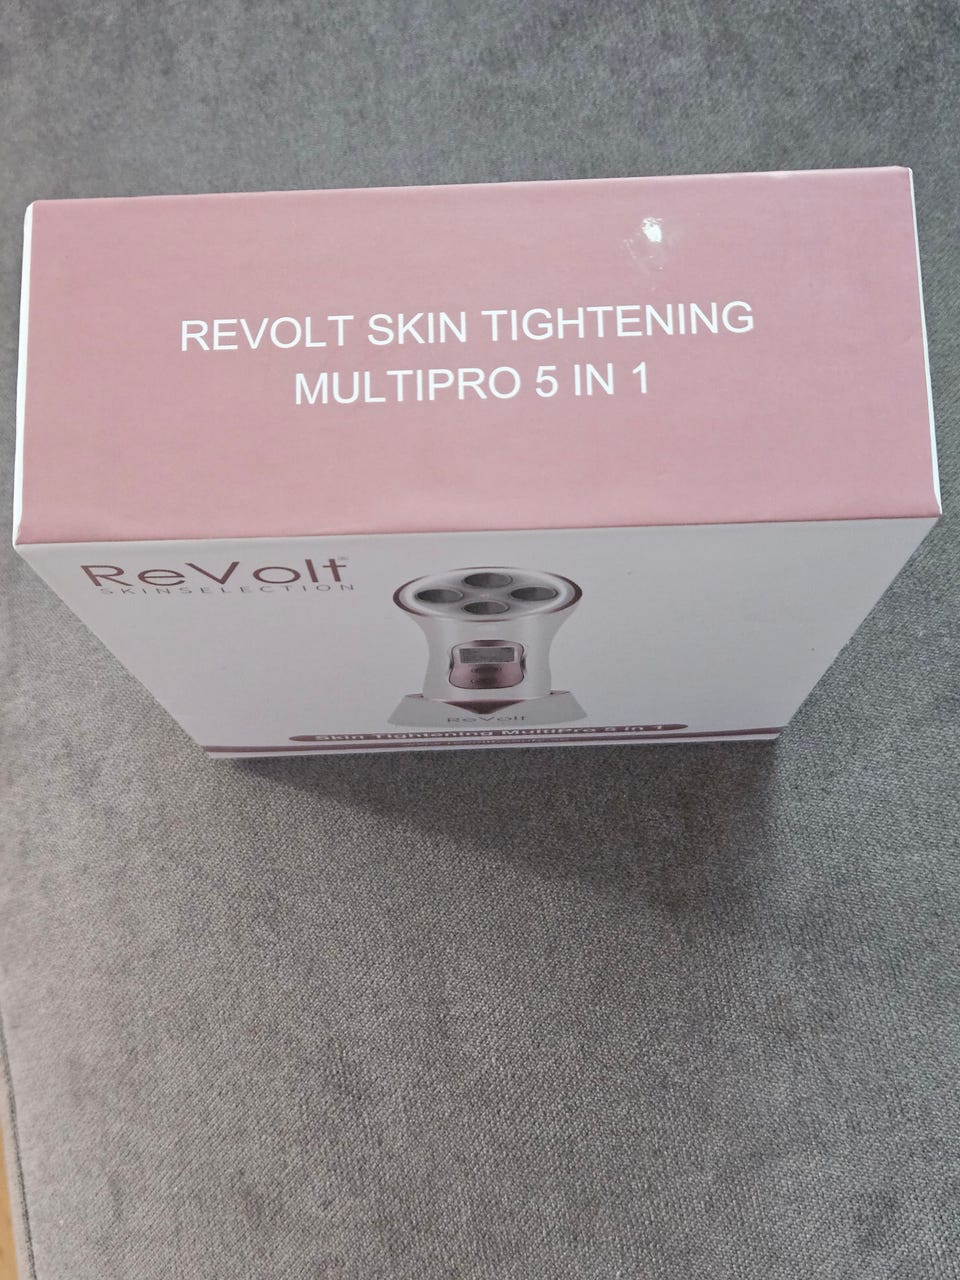 REVOLT SKIN TIGHTENING
MULTIPRO 5 IN 1
ReVolt®
SKINSELECTION
ReVolt
Skin Tightening MultiPro 5 in 1